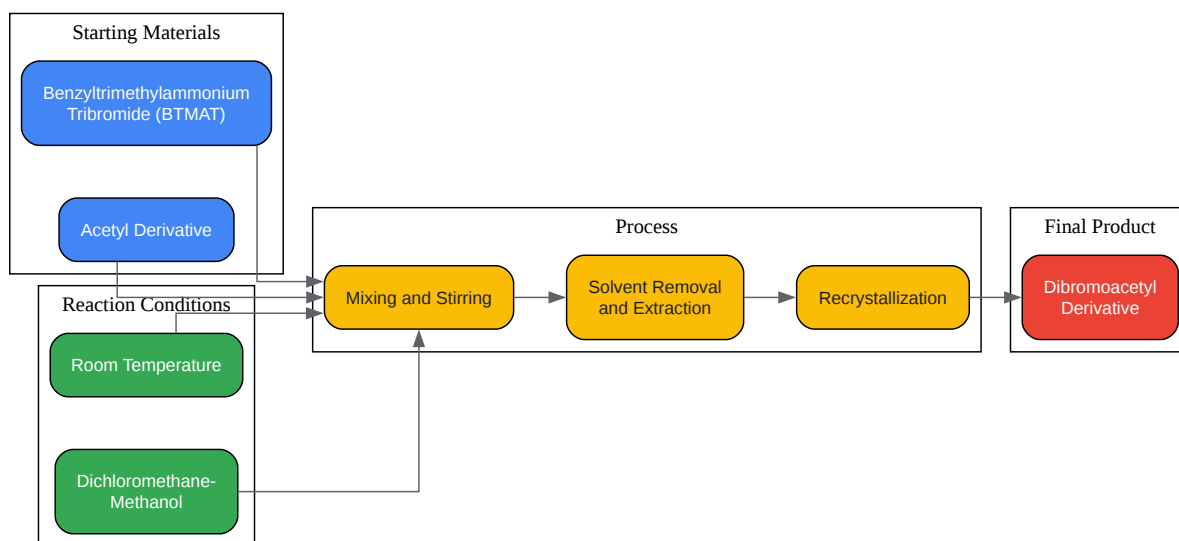 Starting Materials
Benzyltrimethylammonium
Tribromide (BTMAT)
Acetyl Derivative
Reaction Conditions
Room Temperature
Dichloromethane-
Methanol
Process
Mixing and Stirring
Solvent Removal
and Extraction
Recrystallization
Final Product
Dibromoacetyl
Derivative